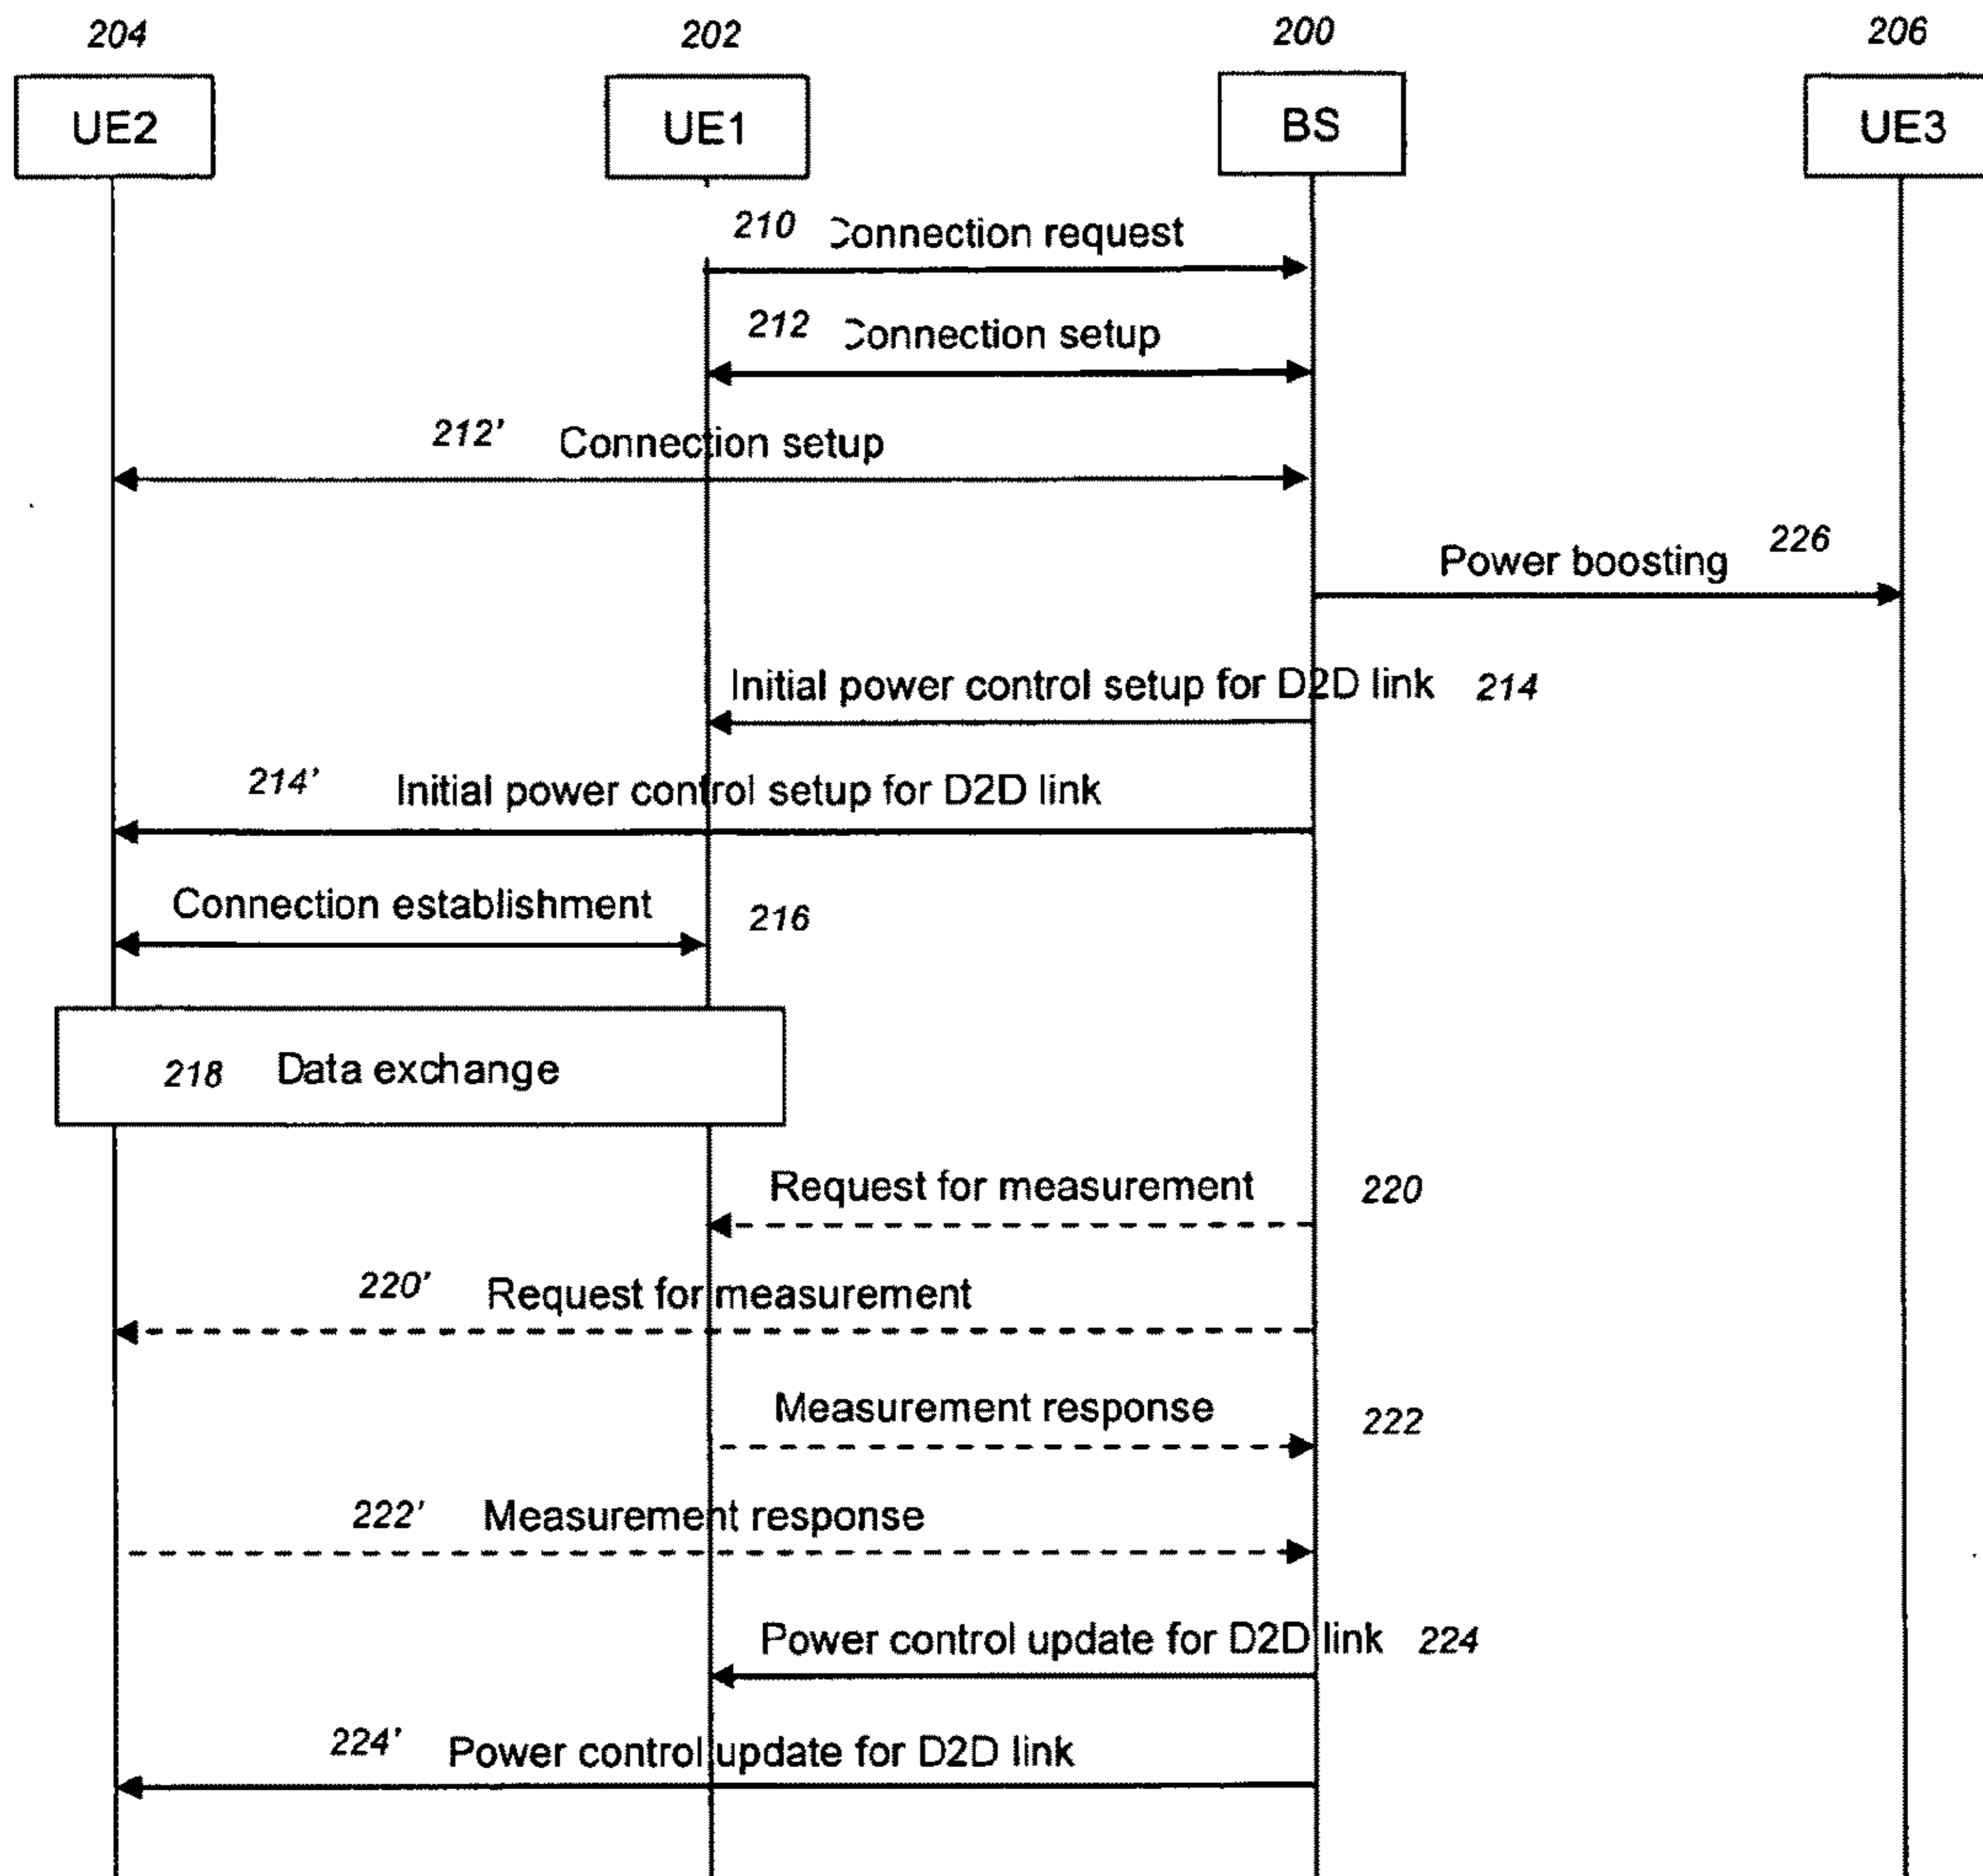 204 202 200 206
UE2 UE1 BS UE3
210 Connection request
212 Connection setup
212' Connection setup
Power boosting 226
Initial power control setup for D2D link 214
214' Initial power control setup for D2D link
Connection establishment 216
218 Data exchange
Request for measurement 220
220' Request for measurement
Measurement response 222
222' Measurement response
Power control update for D2D link 224
224' Power control update for D2D link